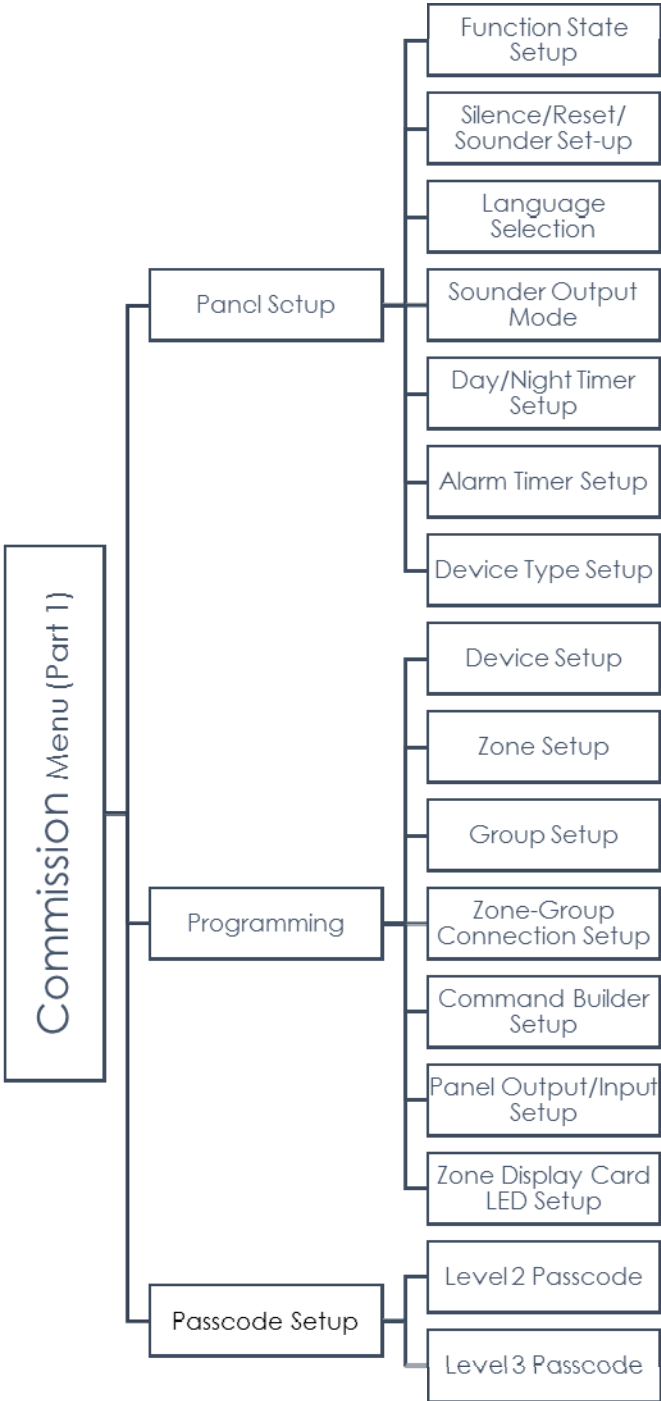 Commission Menu (Part 1)
Panel Setup
Function State
Setup
Silence/Reset/
Sounder Set-up
Language
Selection
Sounder Output
Mode
Day/Night Timer
Setup
Alarm Timer Setup
Device Type Setup
Programming
Device Setup
Zone Setup
Group Setup
Zone-Group
Connection Setup
Command Builder
Setup
Panel Output/Input
Setup
Zone Display Card
LED Setup
Passcode Setup
Level 2 Passcode
Level 3 Passcode